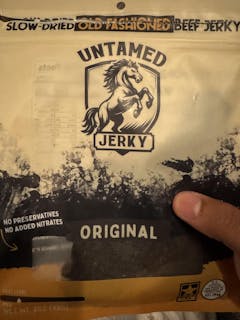 SLOW-DRIED OLD FASHIONED BEEF JERKY
UNTAMED
JERKY
NO PRESERVATIVES
NO ADDED NITRATES
ORIGINAL